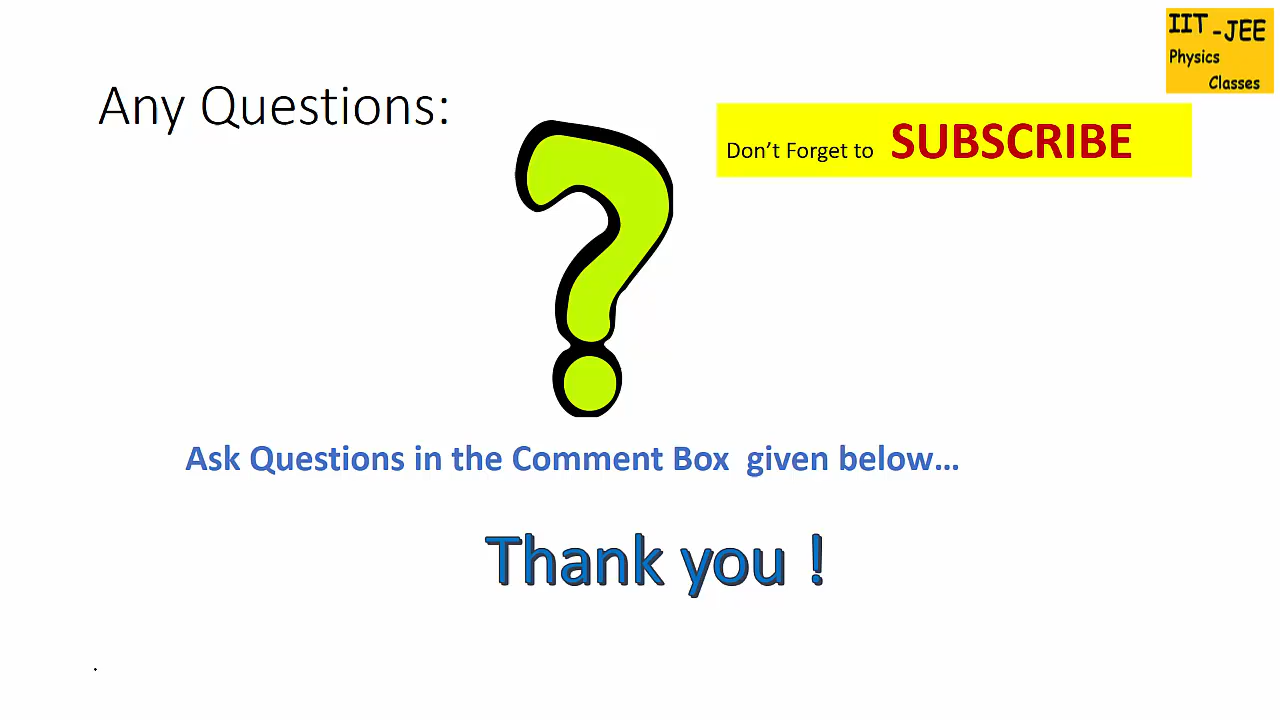 IIT -JEE
Physics
Classes
Any Questions:
Don't Forget to SUBSCRIBE
Ask Questions in the Comment Box given below...
Thank you !